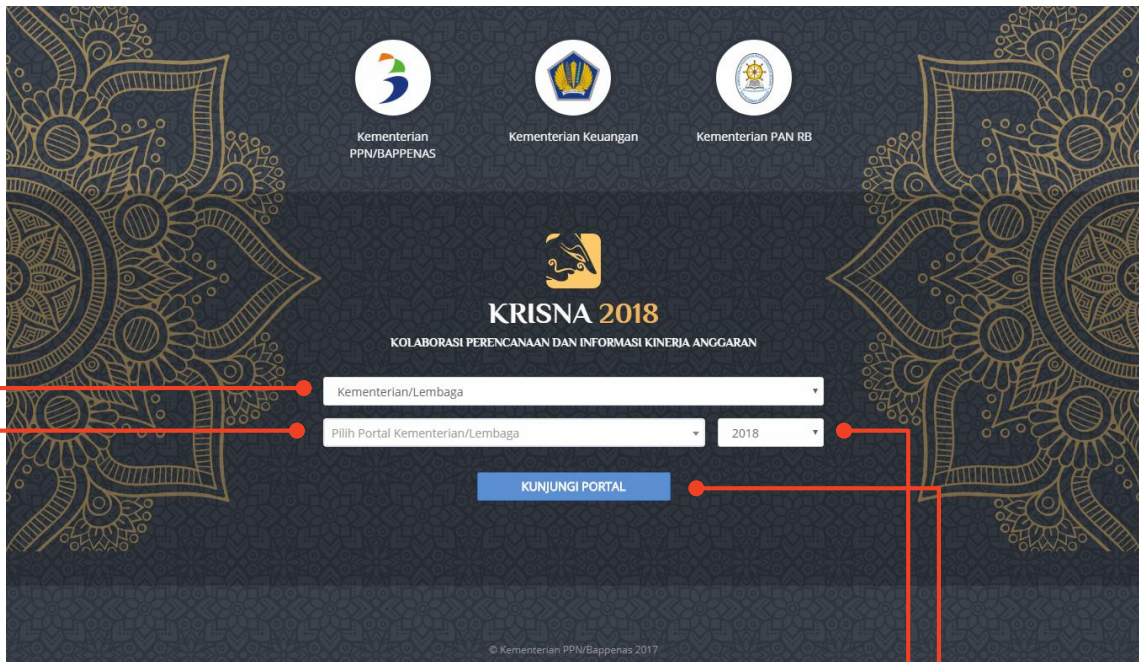 Kementerian
PPN/BAPPENAS
Kementerian Keuangan
Kementerian PAN RB
KRISNA 2018
KOLABORASI PERENCANAAN DAN INFORMASI KINERJA ANGGARAN
Kementerian/Lembaga
Pilih Portal Kementerian/Lembaga
2018
KUNJUNGI PORTAL
© Kementerian PPN/Bappenas 2017